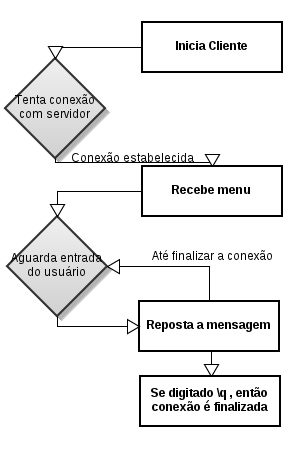 Inicia Cliente
Tenta conexão
com servidor
Conexão estabelecida
Recebe menu
Aguarda entrada
do usuário
Até finalizar a conexão
Reposta a mensagem
Se digitado \q , então
conexão é finalizada